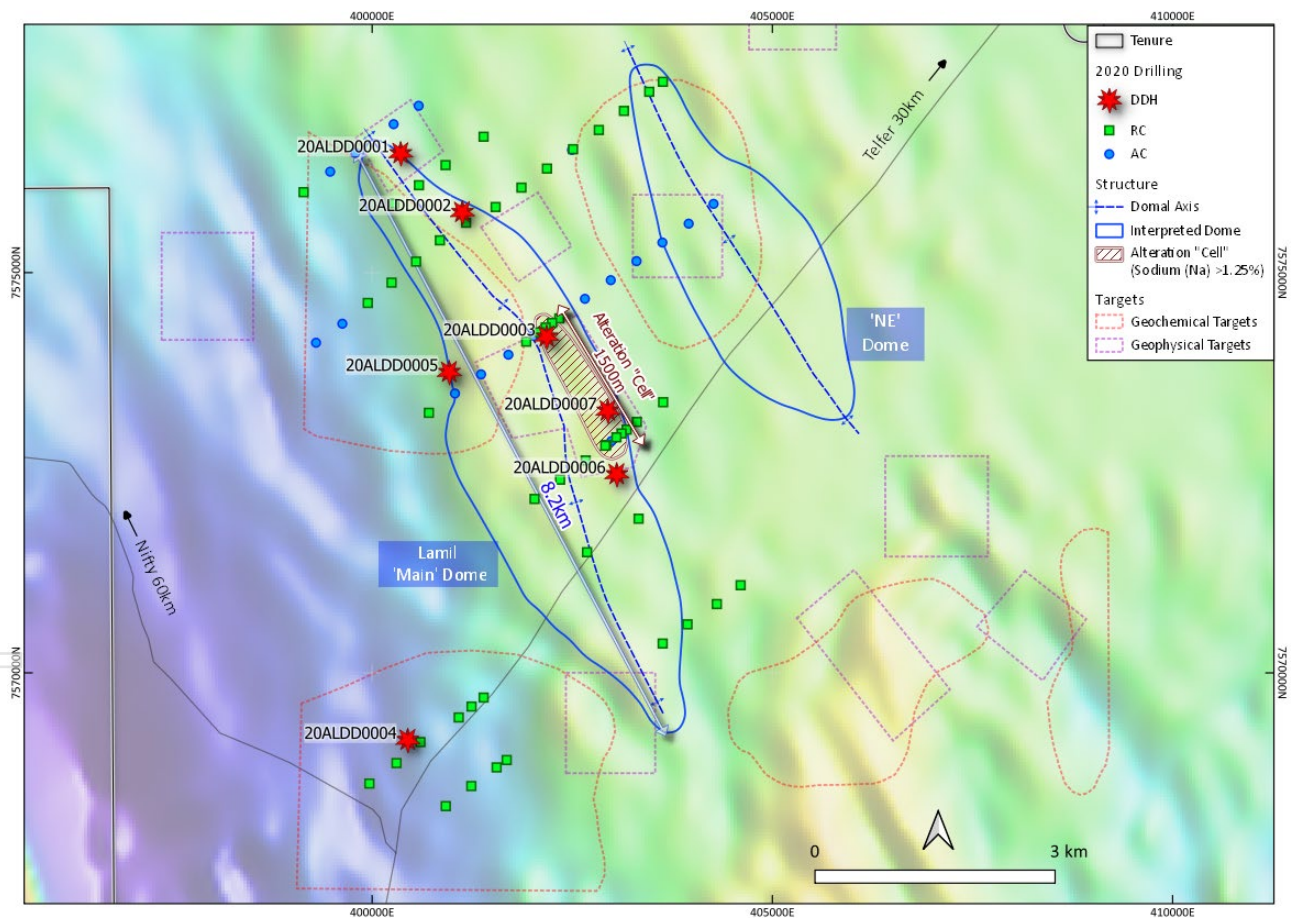 400000E
405000E
410000E
Tenure
2020 Drilling
DDH
RC
AC
Structure
Domal Axis
Interpreted Dome
Alteration "Cell"
(Sodium (Na) >1.25%)
Targets
Geochemical Targets
Geophysical Targets
Telfer 30km
20ALDD0001
20ALDD0002
7575000N
7575000N
20ALDD0003
Alteration "Cell"
1500m
'NE'
Dome
20ALDD0005
20ALDD0007
20ALDD0006
8.2km
Lamil
'Main' Dome
Nifty 60km
7570000N
7570000N
20ALDD0004
0
3 km
400000E
405000E
410000E